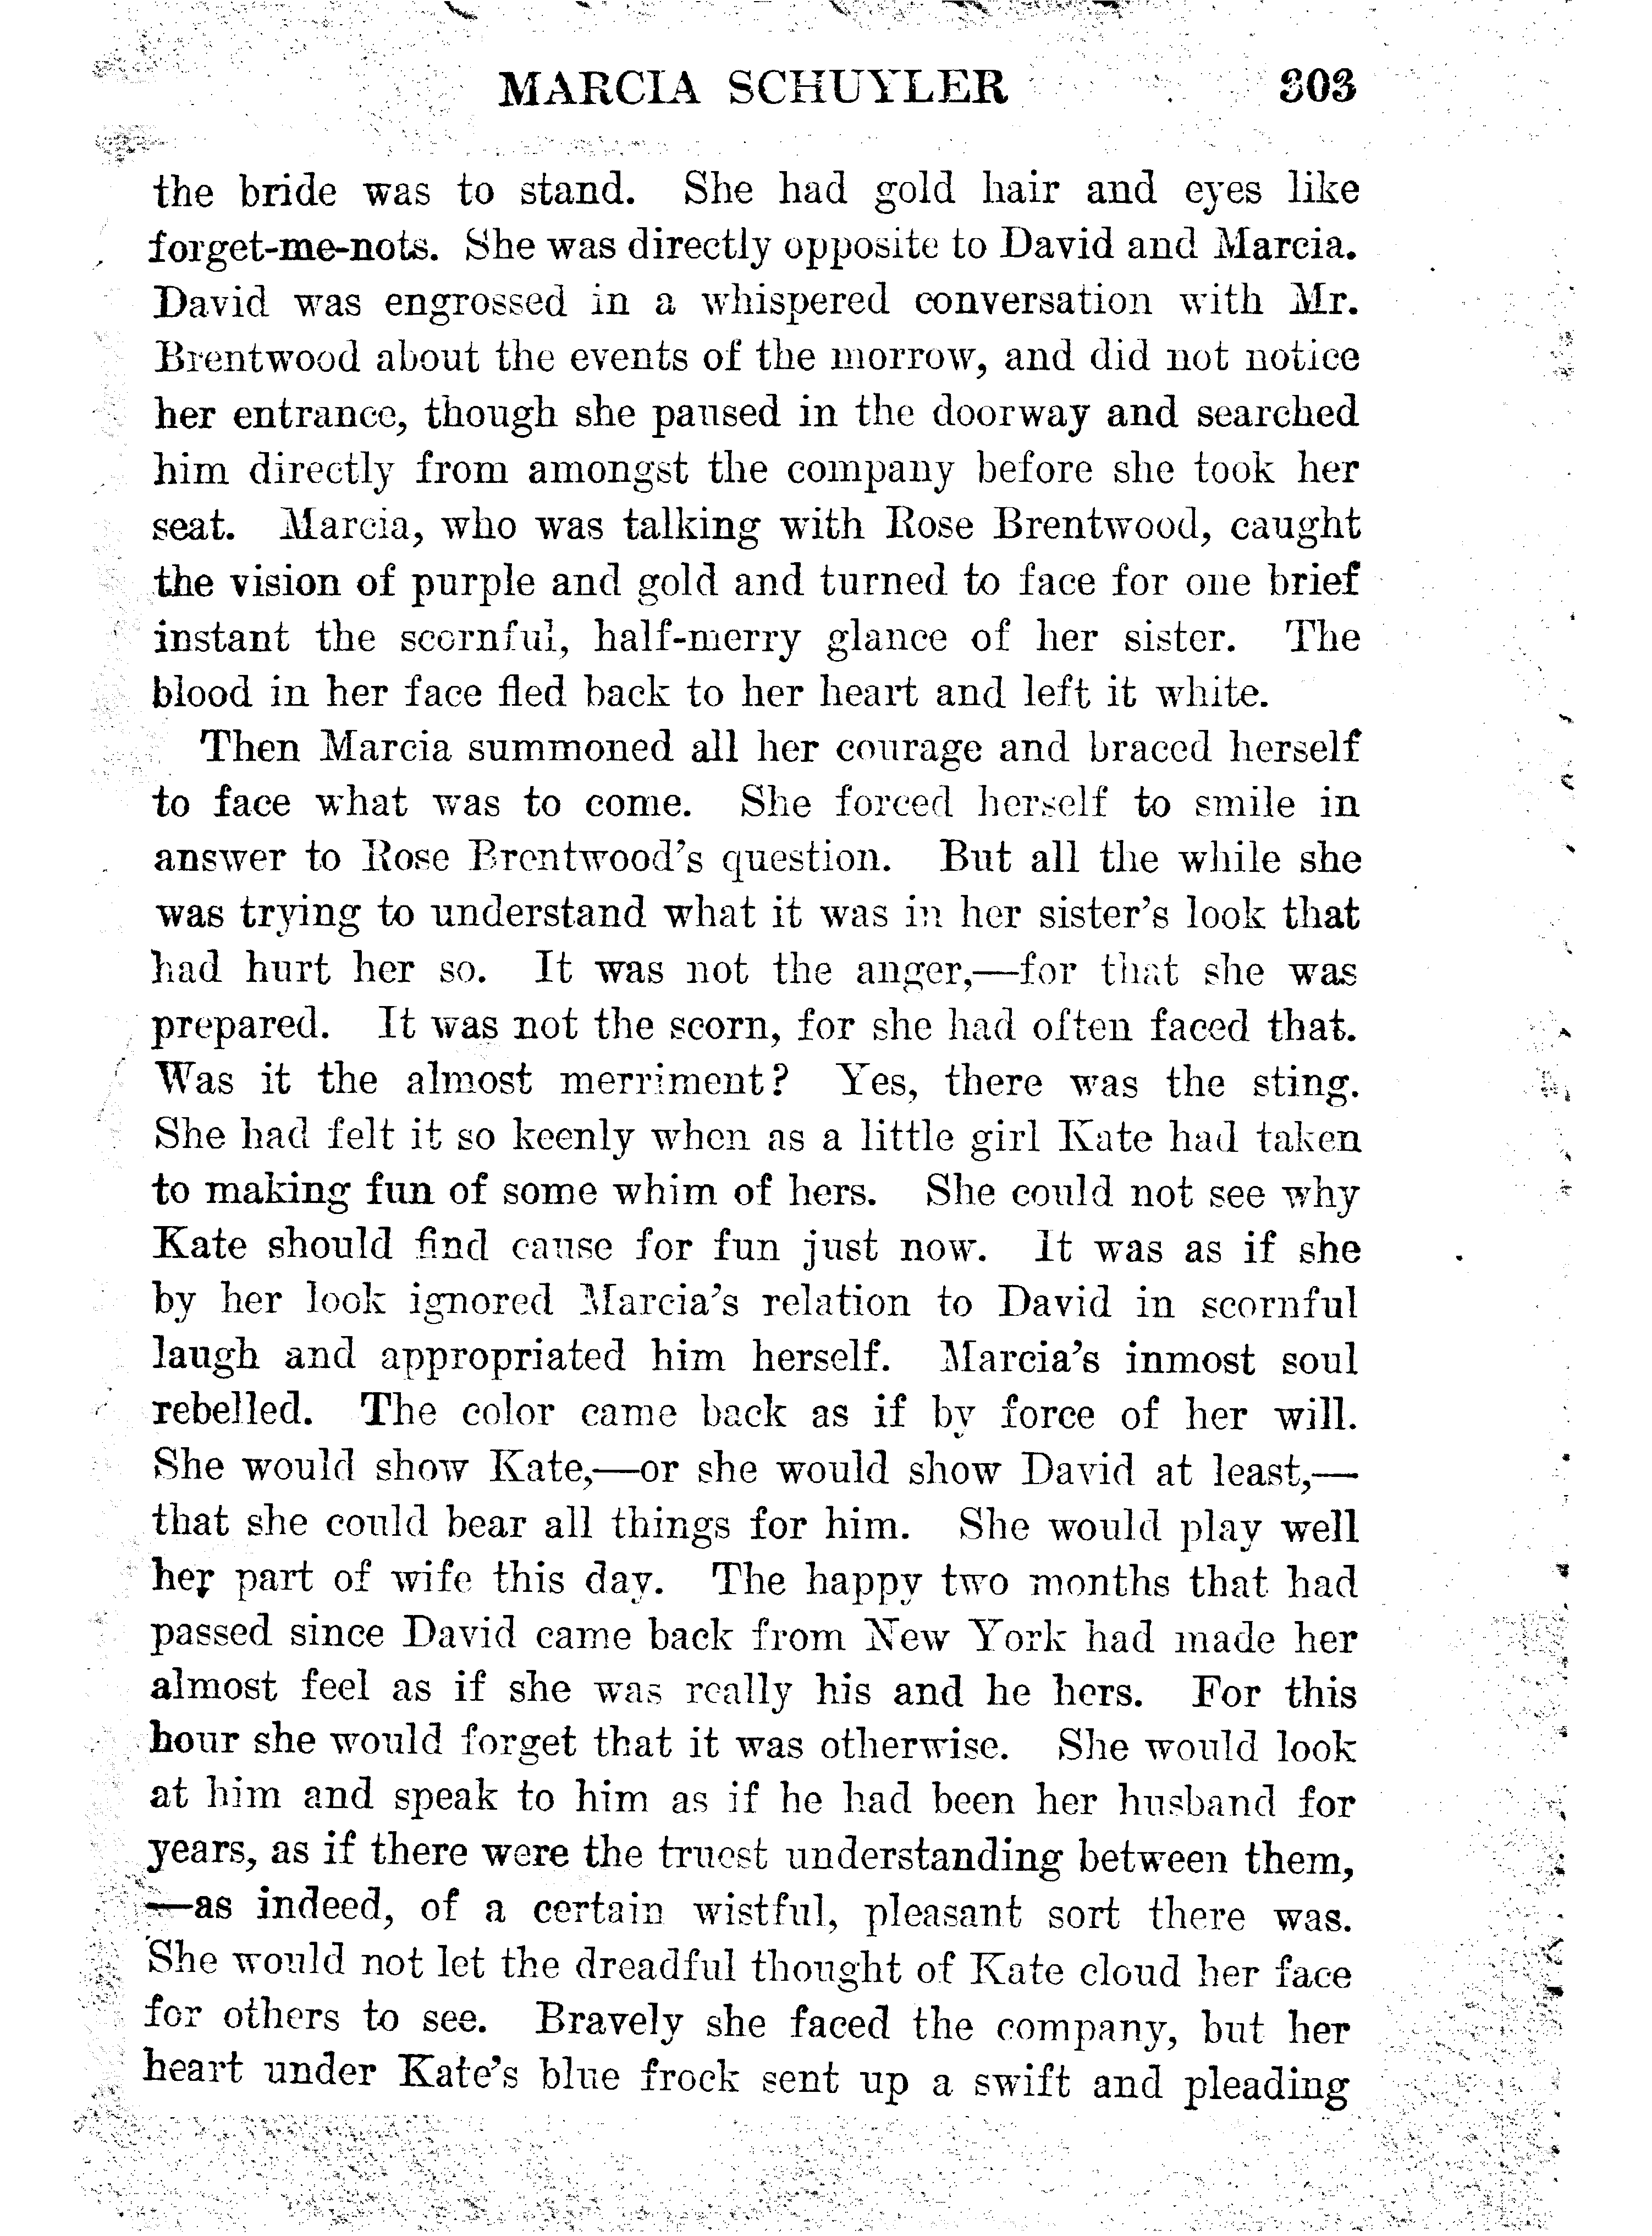 MARCIA SCHUYLER 303
the bride was to stand. She had gold hair and eyes like
forget-me-nots. She was directly opposite to David and Marcia.
David was engrossed in a whispered conversation with Mr.
Brentwood about the events of the morrow, and did not notice
her entrance, though she paused in the doorway and searched
him directly from amongst the company before she took her
seat. Marcia, who was talking with Rose Brentwood, caught
the vision of purple and gold and turned to face for one brief
instant the scornful, half-merry glance of her sister. The
blood in her face fled back to her heart and left it white.
Then Marcia summoned all her courage and braced herself
to face what was to come. She forced herself to smile in
answer to Rose Brentwood's question. But all the while she
was trying to understand what it was in her sister's look that
had hurt her so. It was not the anger,—for that she was
prepared. It was not the scorn, for she had often faced that.
Was it the almost merriment? Yes, there was the sting.
She had felt it so keenly when as a little girl Kate had taken
to making fun of some whim of hers. She could not see why
Kate should find cause for fun just now. It was as if she
by her look ignored Marcia's relation to David in scornful
laugh and appropriated him herself. Marcia's inmost soul
rebelled. The color came back as if by force of her will.
She would show Kate,—or she would show David at least,—
that she could bear all things for him. She would play well
her part of wife this day. The happy two months that had
passed since David came back from New York had made her
almost feel as if she was really his and he hers. For this
hour she would forget that it was otherwise. She would look
at him and speak to him as if he had been her husband for
years, as if there were the truest understanding between them,
—as indeed, of a certain wistful, pleasant sort there was.
She would not let the dreadful thought of Kate cloud her face
for others to see. Bravely she faced the company, but her
heart under Kate's blue frock sent up a swift and pleading